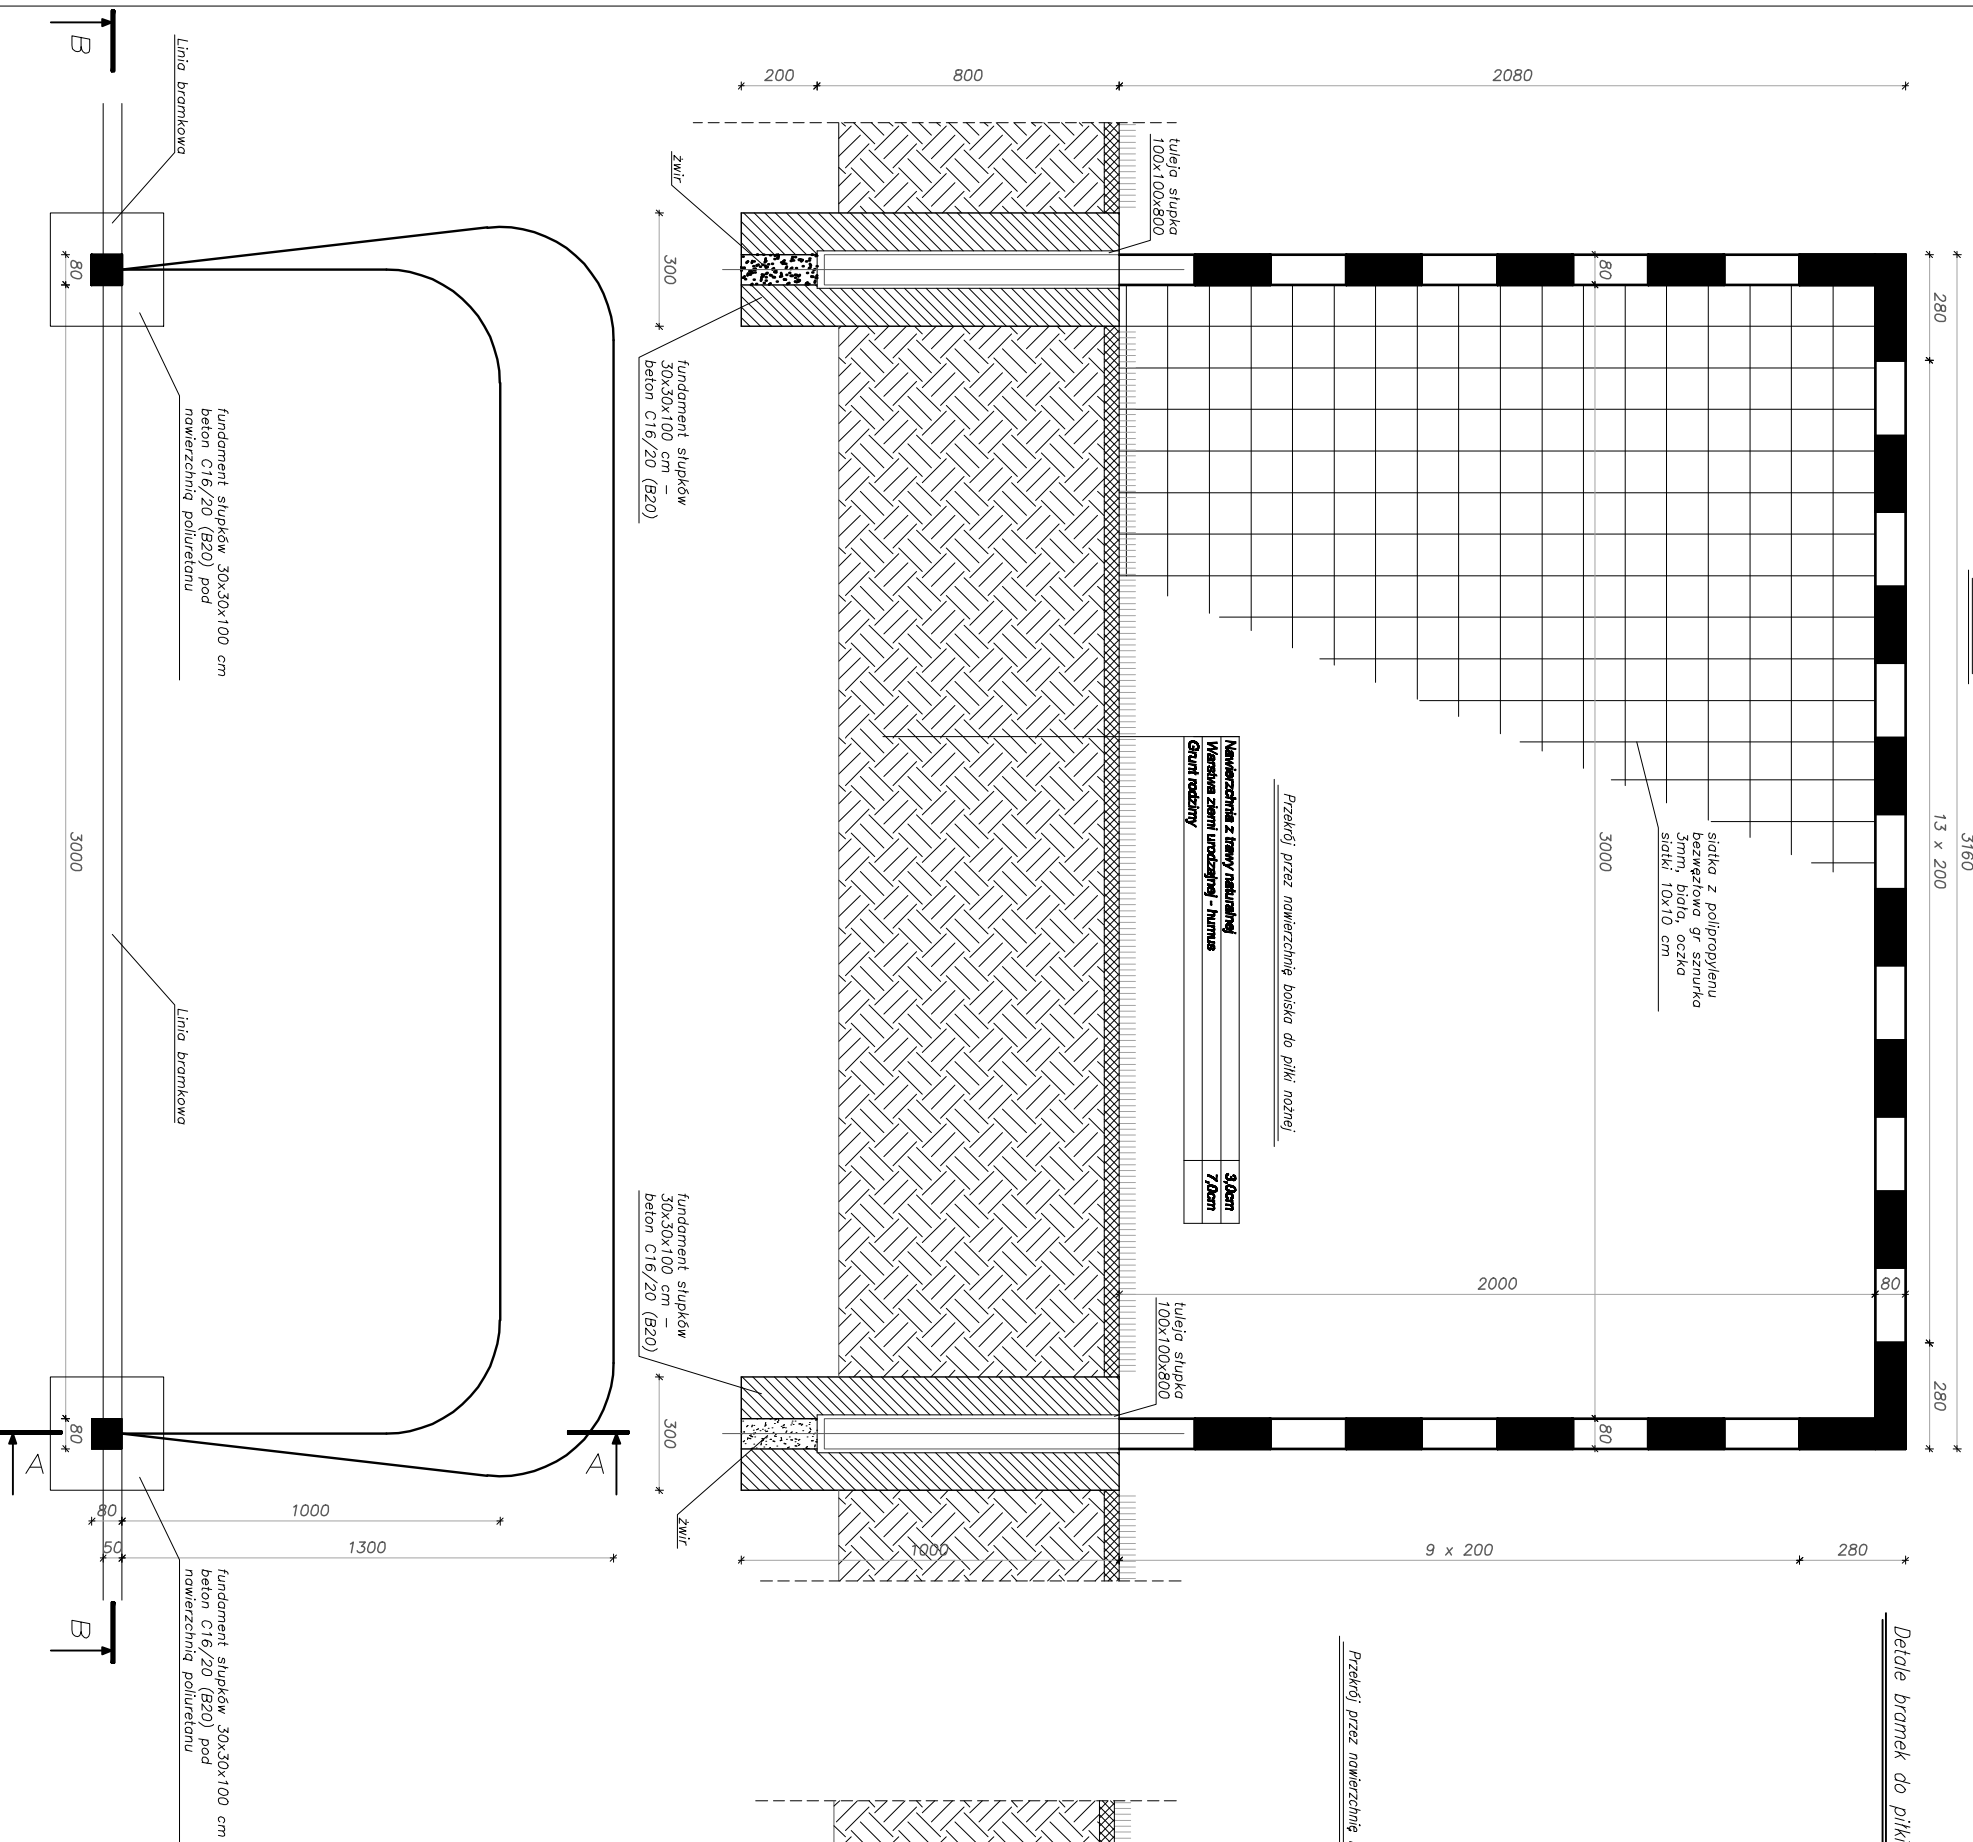 Detale bramek do piłki
3160
280
13 x 200
280
siatka z polipropylenu
bezwęzłowa gr sznurka
3mm, biała, oczka
siatki 10x10 cm
80
3000
80
2080
800
200
2000
80
280
9 x 200
1000
Przekrój przez nawierzchnię boiska do piłki nożnej
Nawierzchnia z trawy naturalnej 3,0cm
Warstwa ziemi urodzajnej - humus 7,0cm
Grunt rodzimy
Przekrój przez nawierzchnię
tuleja słupka
100x100x800
tuleja słupka
100x100x800
żwir
300
fundament słupków
30x30x100 cm –
beton C16/20 (B20)
fundament słupków
30x30x100 cm –
beton C16/20 (B20)
300
żwir
A
A
B
B
Linia bramkowa
fundament słupków 30x30x100 cm
beton C16/20 (B20) pod
nawierzchnią poliuretanu
Linia bramkowa
fundament słupków 30x30x100 cm
beton C16/20 (B20) pod
nawierzchnią poliuretanu
80
3000
80
80
1000
50
1300